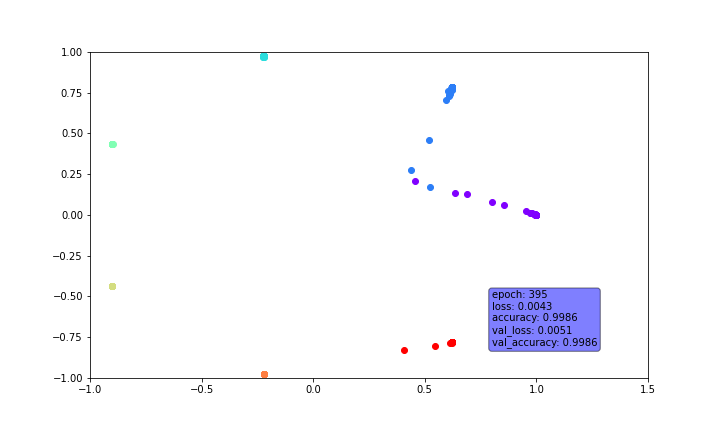 1.00
0.75
0.50
0.25
0.00
−0.25
−0.50
−0.75
−1.00
epoch: 395
loss: 0.0043
accuracy: 0.9986
val_loss: 0.0051
val_accuracy: 0.9986
−1.0 −0.5 0.0 0.5 1.0 1.5